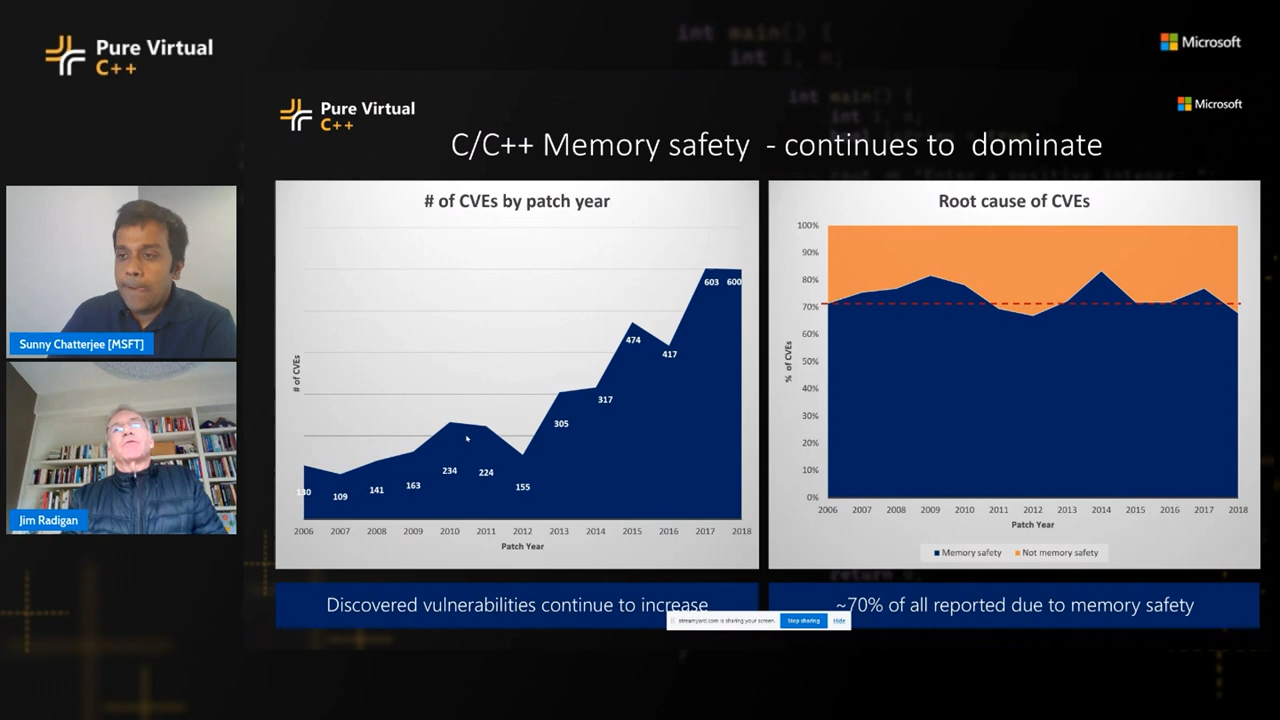 Pure Virtual
C++
Microsoft
int main() {
int i, n;
Pure Virtual
C++
int main() {
Microsoft
C/C++ Memory safety - continues to dominate
# of CVEs by patch year
# of CVEs
130 109 141 163 234 224 155 305 317 474 417 603 600
2006 2007 2008 2009 2010 2011 2012 2013 2014 2015 2016 2017 2018
Patch Year
Root cause of CVEs
% of CVEs
100%
90%
80%
70%
60%
50%
40%
30%
20%
10%
0%
2006 2007 2008 2009 2010 2011 2012 2013 2014 2015 2016 2017 2018
Patch Year
Memory safety Not memory safety
Sunny Chatterjee [MSFT]
Jim Radigan
Discovered vulnerabilities continue to increase
~70% of all reported due to memory safety
streamyard.com is sharing your screen. Stop sharing Hide